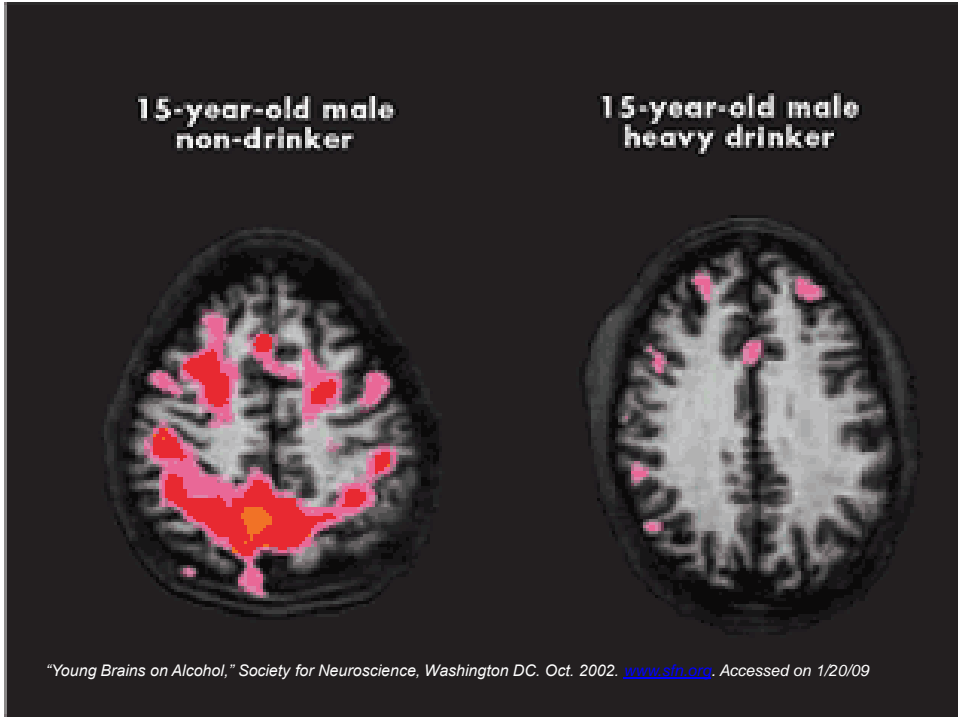 15-year-old male
non-drinker
15-year-old male
heavy drinker
“Young Brains on Alcohol,” Society for Neuroscience, Washington DC. Oct. 2002. www.sfn.org. Accessed on 1/20/09